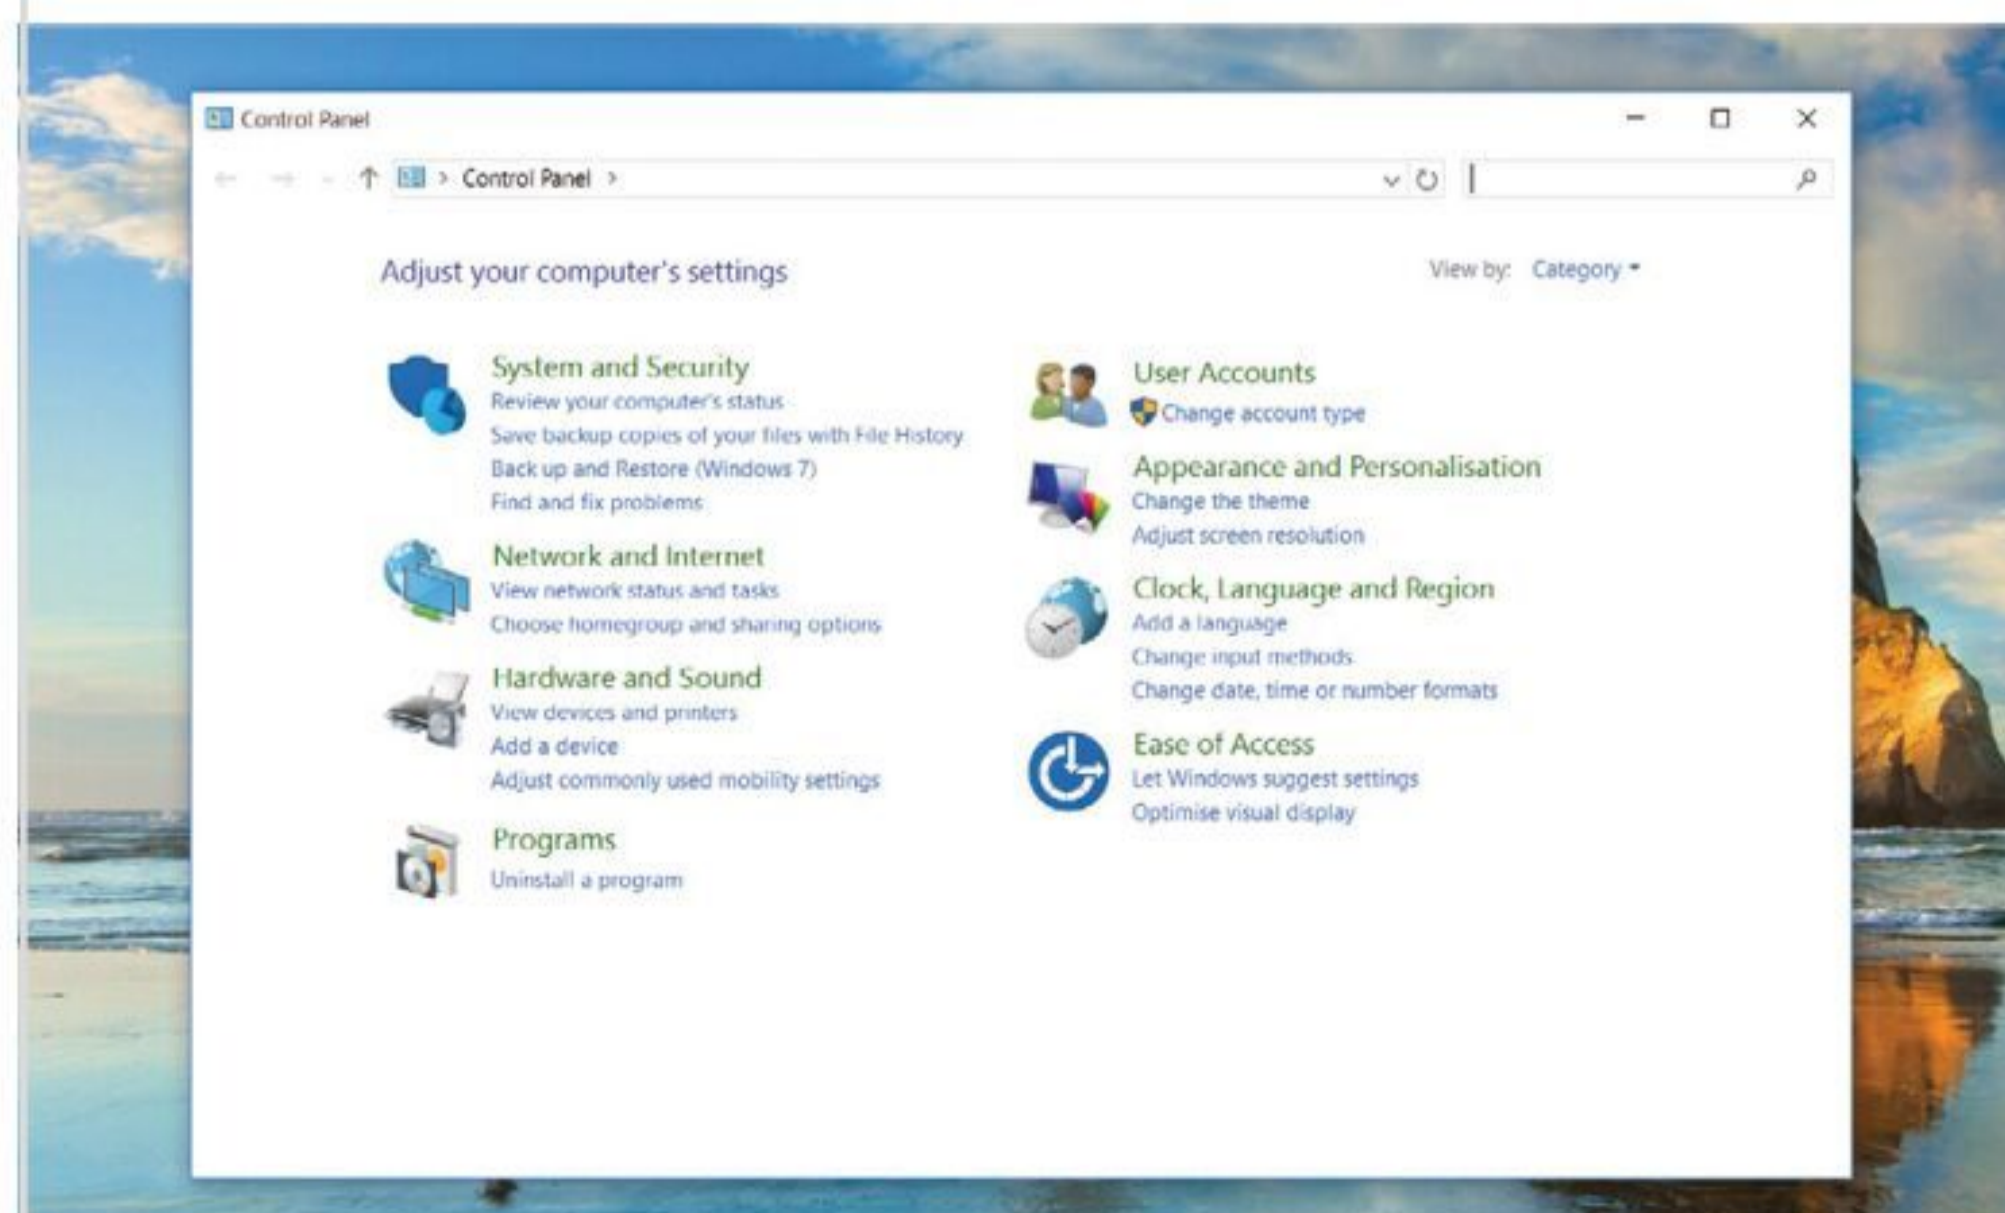 Control Panel
Control Panel
Adjust your computer's settings
View by: Category
System and Security
Review your computer's status
Save backup copies of your files with File History
Back up and Restore (Windows 7)
Find and fix problems
Network and Internet
View network status and tasks
Choose homegroup and sharing options
Hardware and Sound
View devices and printers
Add a device
Adjust commonly used mobility settings
Programs
Uninstall a program
User Accounts
Change account type
Appearance and Personalisation
Change the theme
Adjust screen resolution
Clock, Language and Region
Add a language
Change input methods
Change date, time or number formats
Ease of Access
Let Windows suggest settings
Optimise visual display